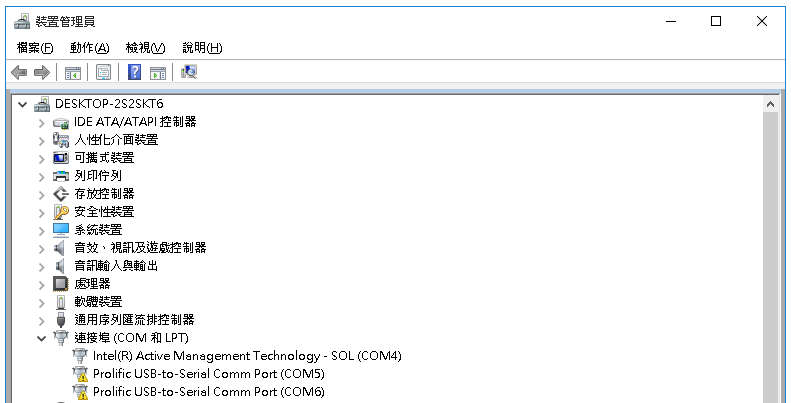 裝置管理員
檔案(F) 動作(A) 檢視(V) 說明(H)
DESKTOP-2S2SKT6
IDE ATA/ATAPI 控制器
人性化介面裝置
可攜式裝置
列印佇列
存放控制器
安全性裝置
系統裝置
音效、視訊及遊戲控制器
音訊輸入與輸出
處理器
軟體裝置
通用序列匯流排控制器
連接埠 (COM 和 LPT)
Intel(R) Active Management Technology - SOL (COM4)
Prolific USB-to-Serial Comm Port (COM5)
Prolific USB-to-Serial Comm Port (COM6)